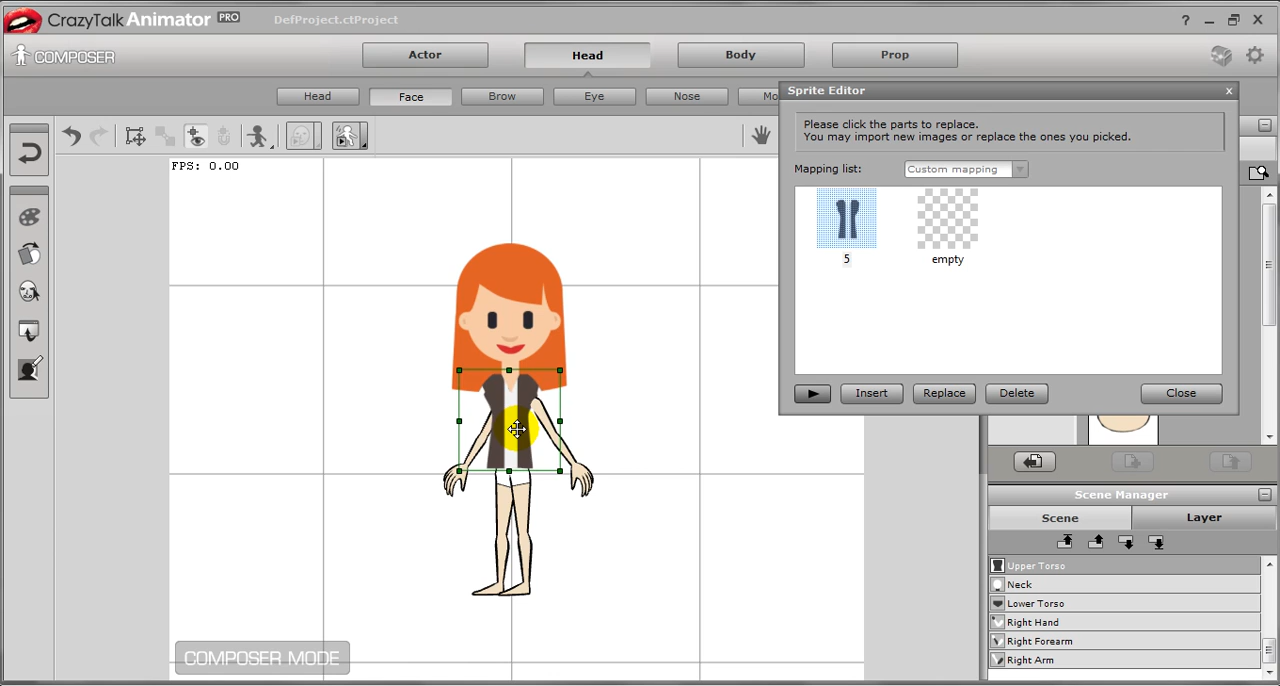 CrazyTalk Animator PRO DefProject.ctProject ?
COMPOSER Actor Head Body Prop
Head Face Brow Eye Nose Mo
Sprite Editor x
Please click the parts to replace.
You may import new images or replace the ones you picked.
Mapping list: Custom mapping
5 empty
Insert Replace Delete Close
FPS: 0.00
Scene Manager
Scene Layer
Upper Torso
Neck
Lower Torso
Right Hand
Right Forearm
Right Arm
COMPOSER MODE